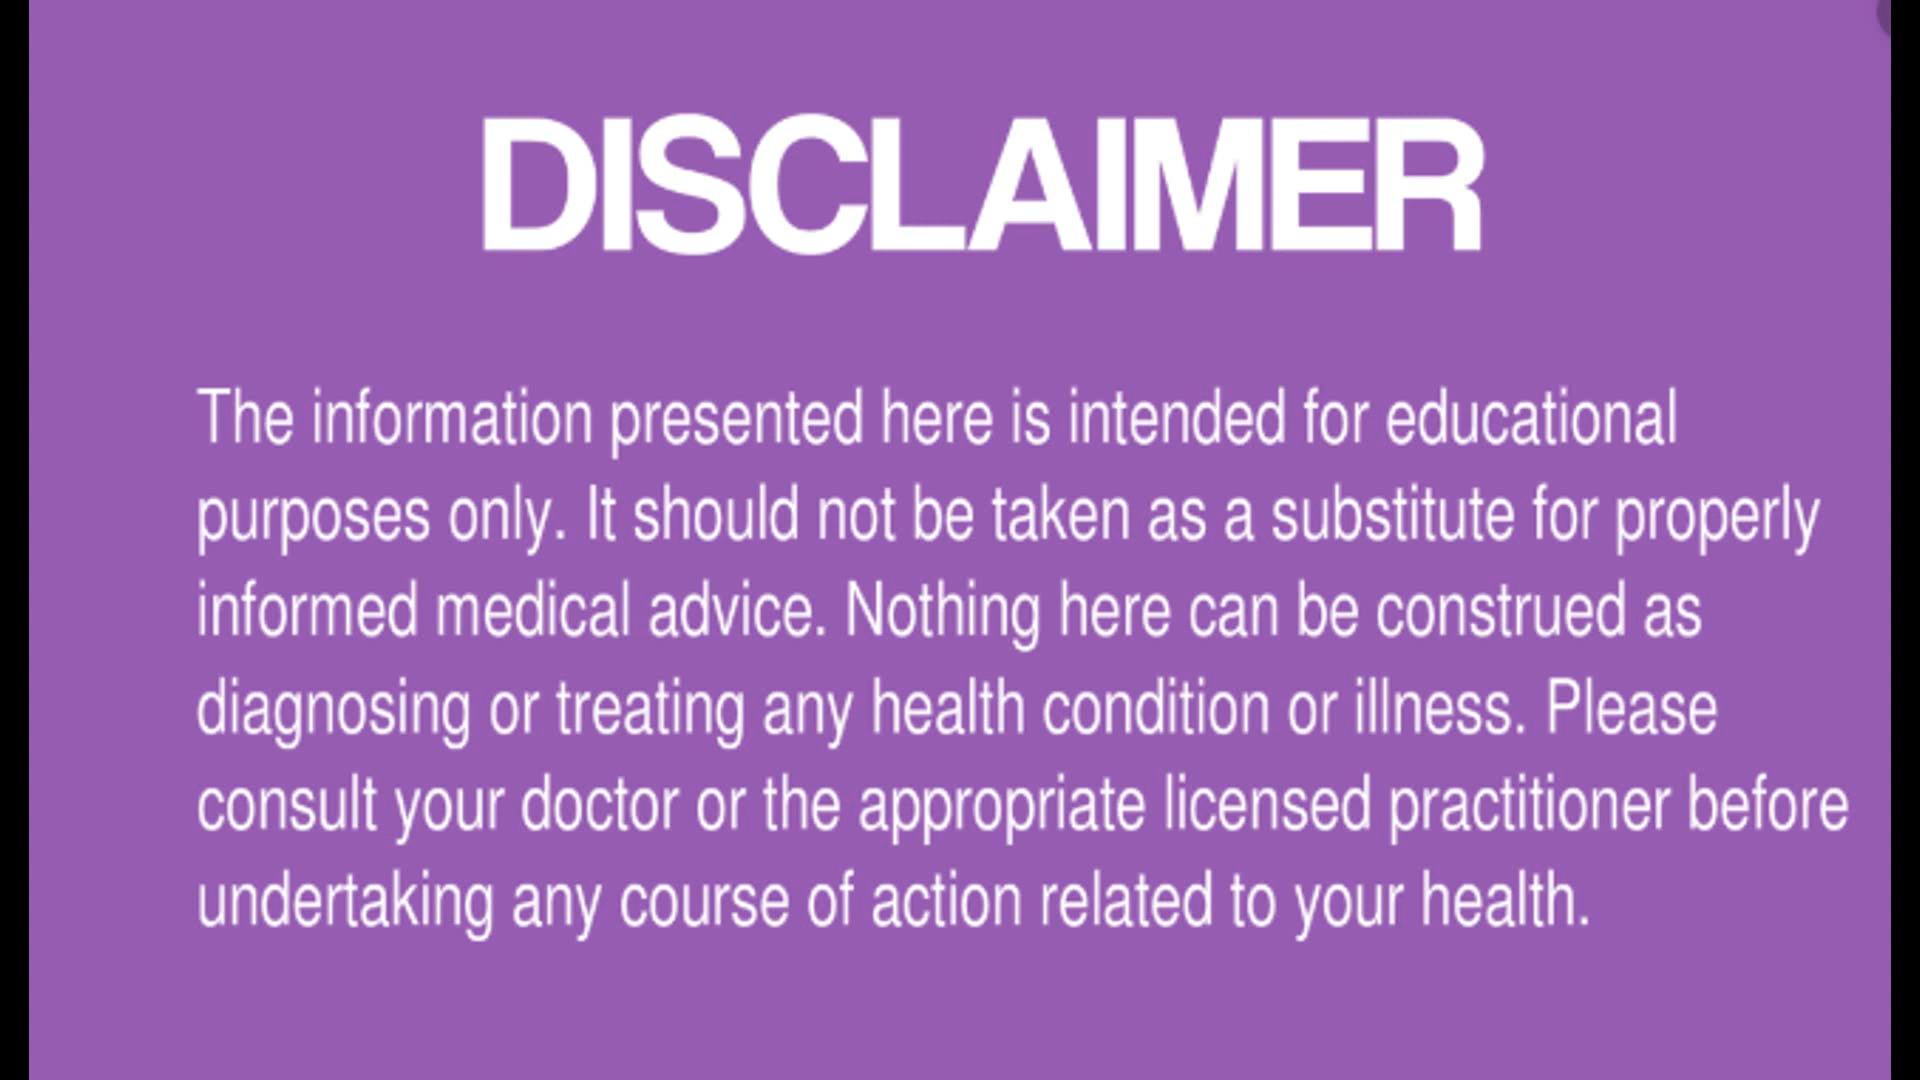 DISCLAIMER
The information presented here is intended for educational
purposes only. It should not be taken as a substitute for properly
informed medical advice. Nothing here can be construed as
diagnosing or treating any health condition or illness. Please
consult your doctor or the appropriate licensed practitioner before
undertaking any course of action related to your health.